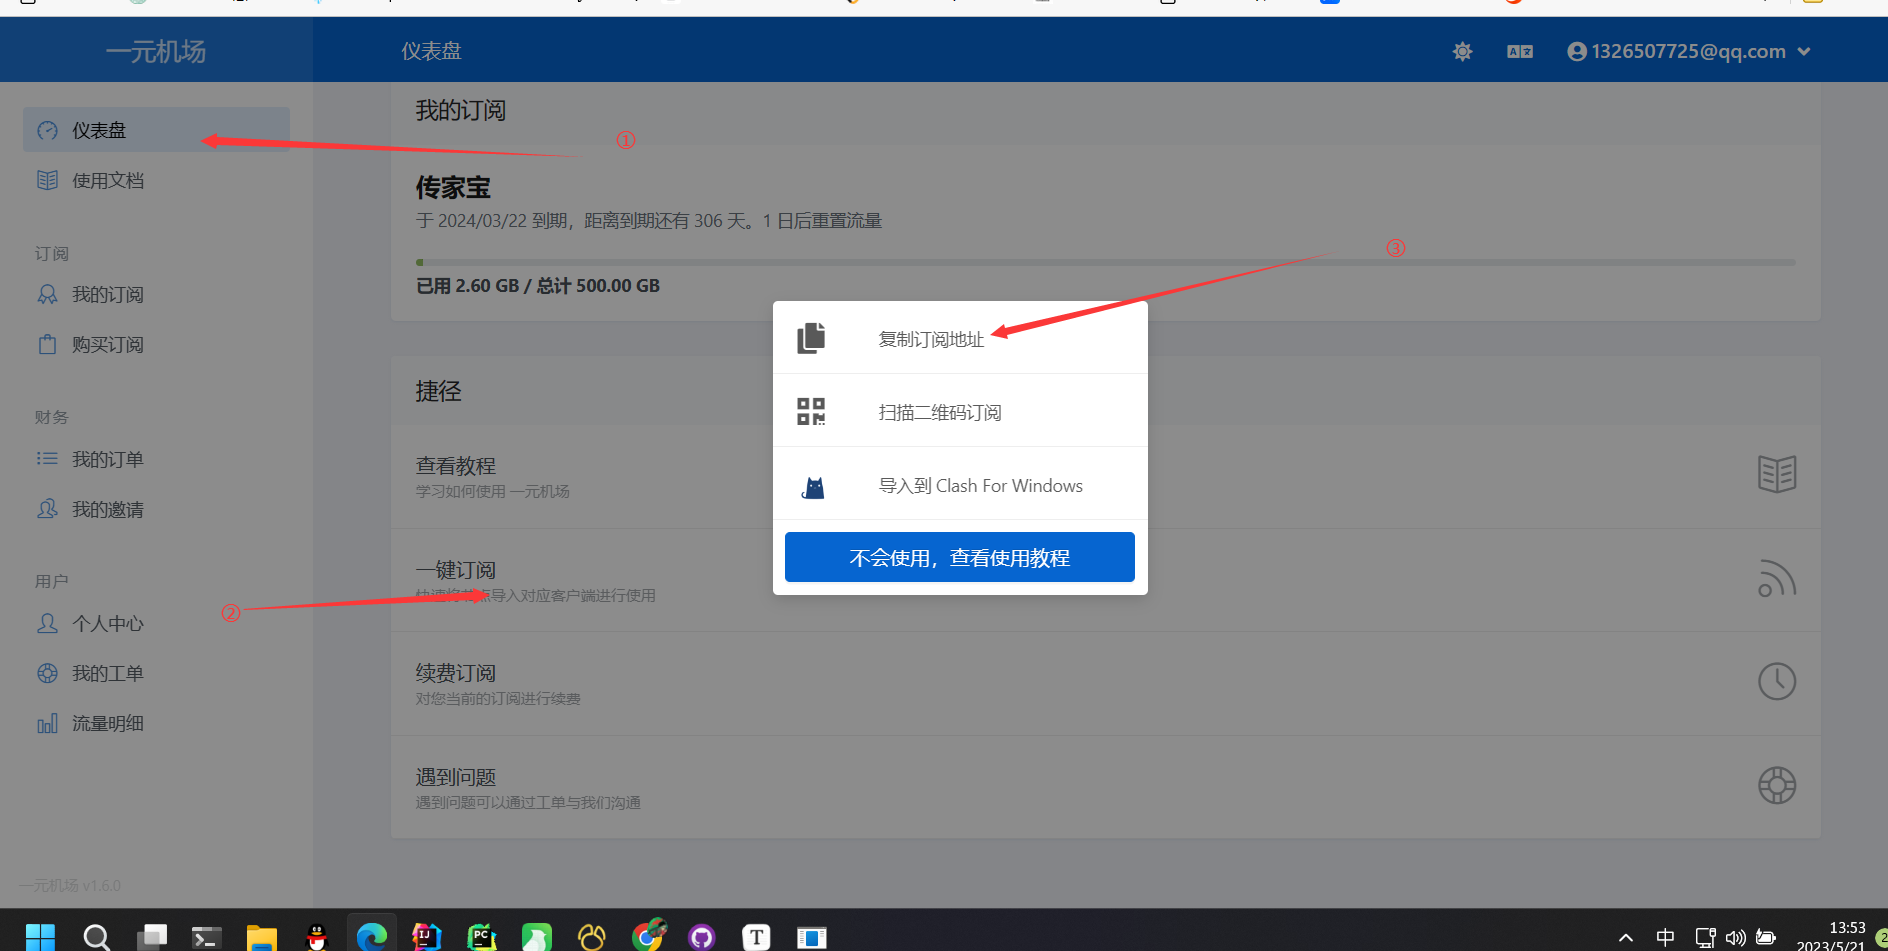 一元机场
仪表盘
1326507725@qq.com
仪表盘
使用文档
订阅
我的订阅
购买订阅
财务
我的订单
我的邀请
用户
个人中心
我的工单
流量明细
一元机场 v1.6.0
我的订阅
①
传家宝
于 2024/03/22 到期，距离到期还有 306 天。1 日后重置流量
③
已用 2.60 GB / 总计 500.00 GB
复制订阅地址
扫描二维码订阅
导入到 Clash For Windows
不会使用，查看使用教程
捷径
查看教程
学习如何使用 一元机场
一键订阅
快速将节点导入对应客户端进行使用
②
续费订阅
对您当前的订阅进行续费
遇到问题
遇到问题可以通过工单与我们沟通
中
13:53
2023/5/21